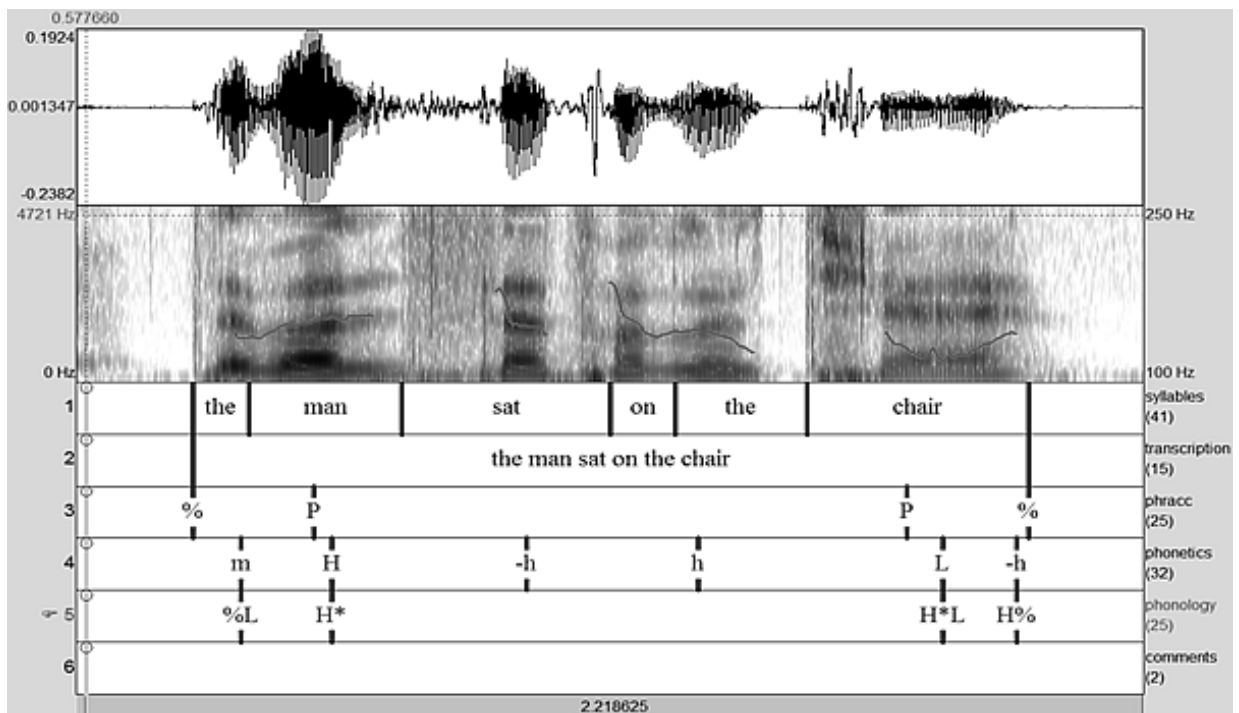 0.577660
0.1924
0.001347
-0.2382
4721 Hz 250 Hz
0 Hz 100 Hz
1 the man sat on the chair syllables (41)
2 the man sat on the chair transcription (15)
3 % P P % phracc (25)
4 m H -h h L -h phonetics (32)
5 %L H* H*L H% phonology (25)
6 comments (2)
2.218625